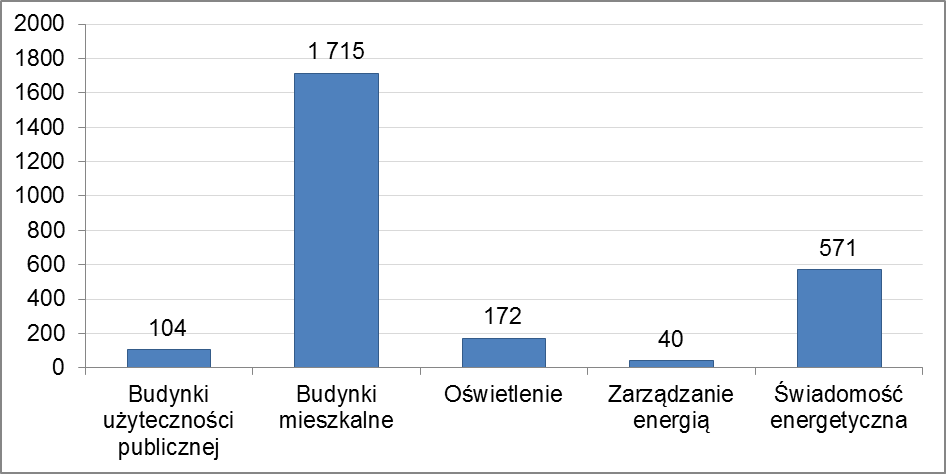 2000
1800
1600
1400
1200
1000
800
600
400
200
0
104
1 715
172
40
571
Budynki
użyteczności
publicznej
Budynki
mieszkalne
Oświetlenie
Zarządzanie
energią
Świadomość
energetyczna